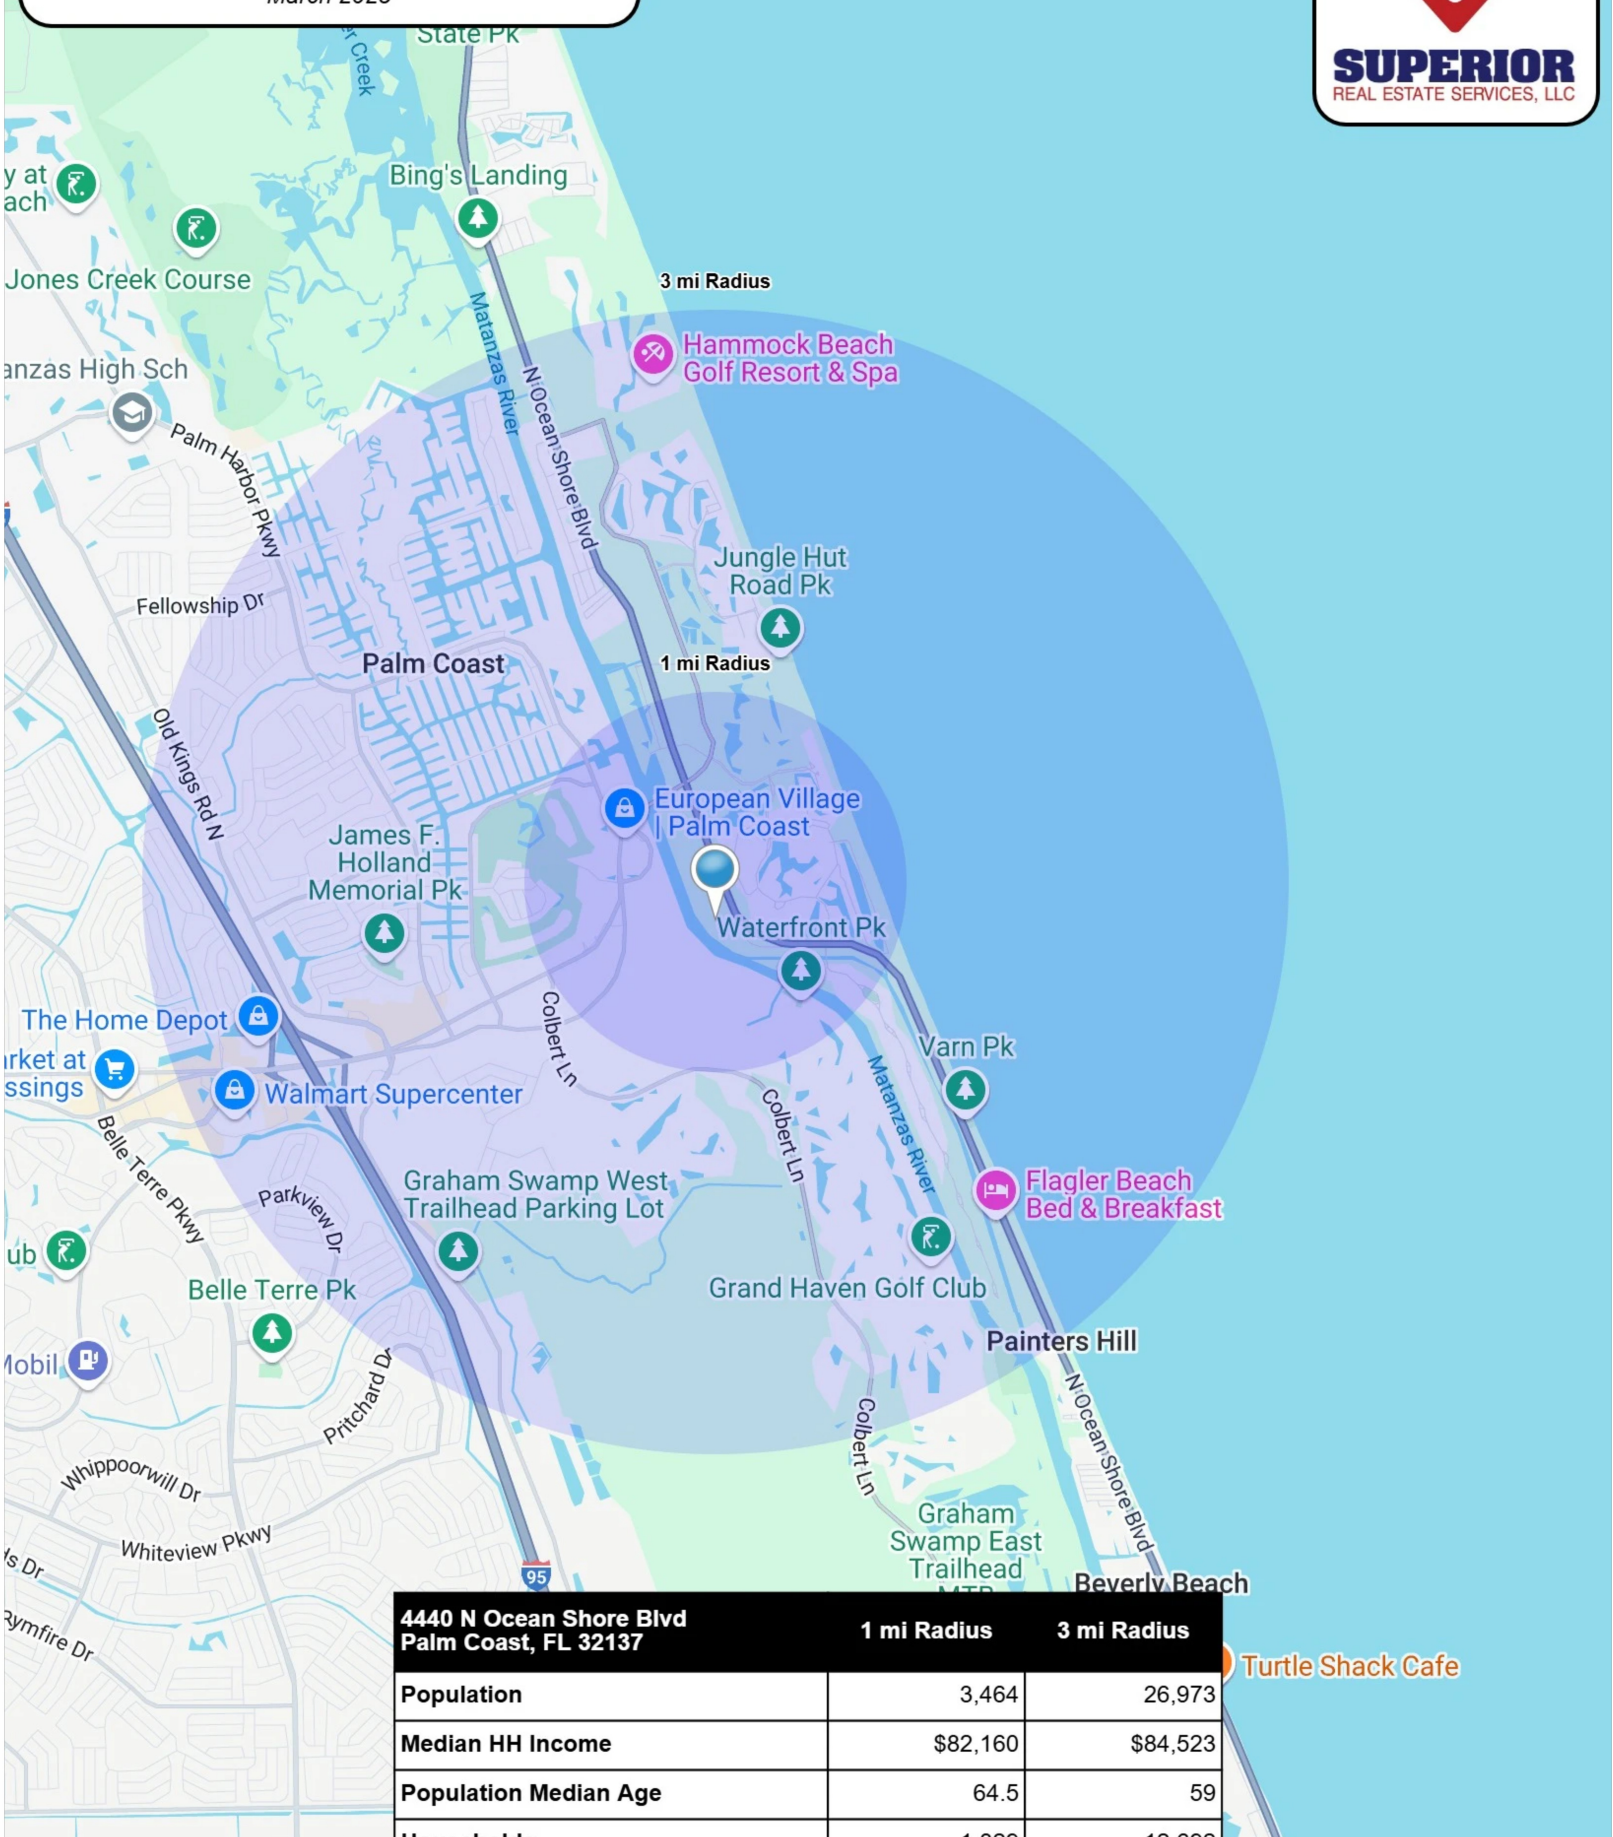 State Pk
SUPERIOR
REAL ESTATE SERVICES, LLC
Bing's Landing
y at
ach
Jones Creek Course
3 mi Radius
Matanzas River
Hammock Beach
Golf Resort & Spa
anzas High Sch
N Ocean Shore Blvd
Palm Harbor Pkwy
Jungle Hut
Road Pk
Fellowship Dr
Palm Coast
1 mi Radius
Old Kings Rd N
European Village
| Palm Coast
James F.
Holland
Memorial Pk
Waterfront Pk
The Home Depot
Colbert Ln
Varn Pk
rket at
ssings
Walmart Supercenter
Matanzas River
Colbert Ln
Belle Terre Pkwy
Graham Swamp West
Trailhead Parking Lot
Flagler Beach
Bed & Breakfast
Parkview Dr
ub
Belle Terre Pk
Grand Haven Golf Club
Painters Hill
Mobil
Pritchard Dr
N Ocean Shore Blvd
Colbert Ln
Whippoorwill Dr
Graham
Swamp East
Trailhead
Whiteview Pkwy
ds Dr
95
Beverly Beach
Rymfire Dr
4440 N Ocean Shore Blvd
Palm Coast, FL 32137
1 mi Radius 3 mi Radius
Turtle Shack Cafe
Population 3,464 26,973
Median HH Income $82,160 $84,523
Population Median Age 64.5 59